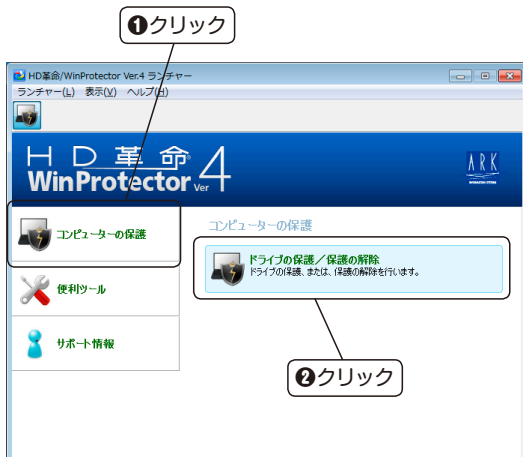 ❶クリック
HD革命/WinProtector Ver.4 ランチャー
ランチャー(L) 表示(V) ヘルプ(H)
HD革命
WinProtector Ver 4
ARK
INFORMATION SYSTEMS
コンピューターの保護
コンピューターの保護
ドライブの保護／保護の解除
ドライブの保護、または、保護の解除を行います。
便利ツール
サポート情報
❷クリック